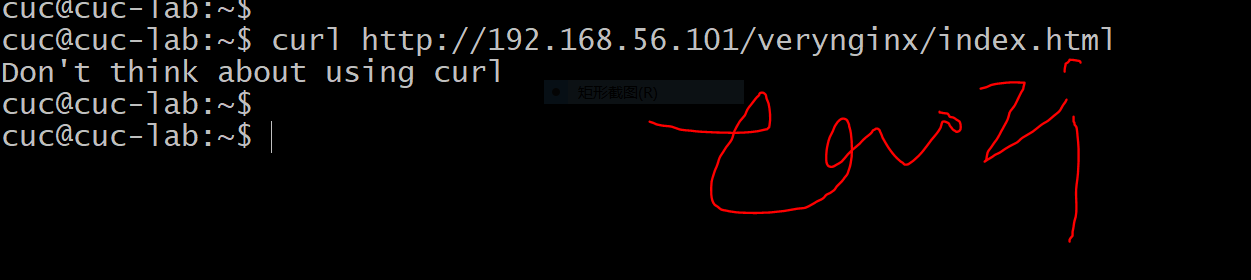 cuc@cuc-lab:~$
cuc@cuc-lab:~$ curl http://192.168.56.101/verynginx/index.html
Don't think about using curl
矩形截图(R)
cuc@cuc-lab:~$
cuc@cuc-lab:~$